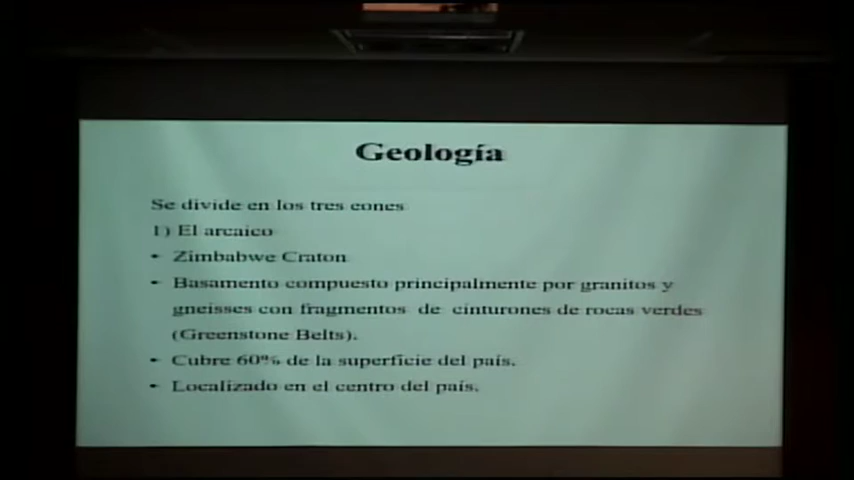 Geología
Se divide en los tres eones
1) El arcaico
• Zimbabwe Craton
• Basamento compuesto principalmente por granitos y
gneisses con fragmentos de cinturones de rocas verdes
(Greenstone Belts).
• Cubre 60% de la superficie del país.
• Localizado en el centro del país.